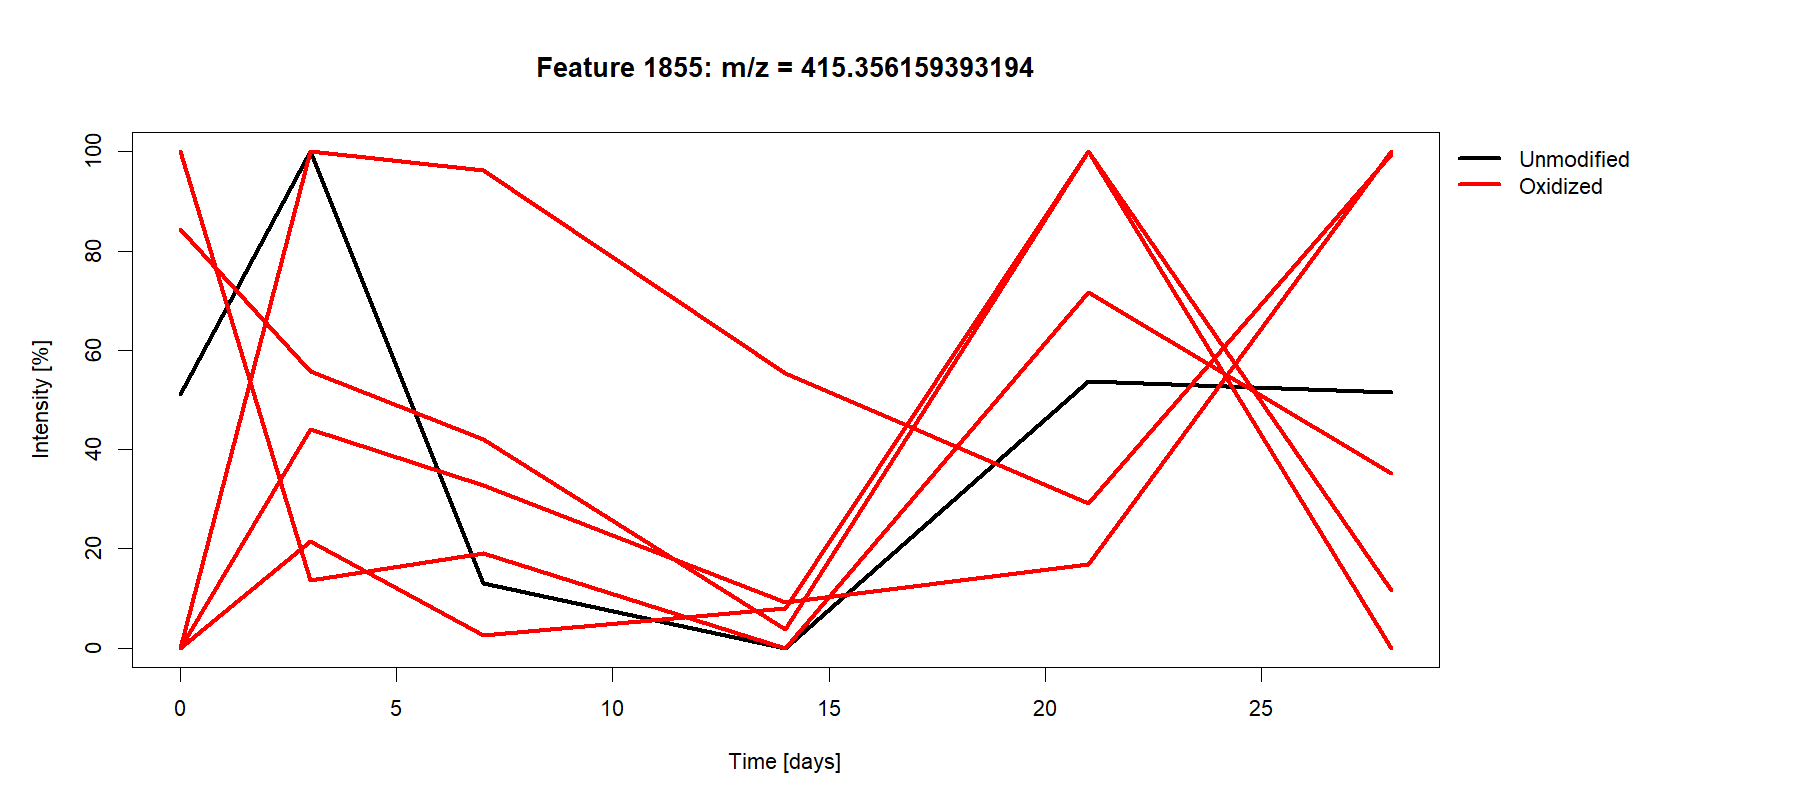 Feature 1855: m/z = 415.356159393194
Unmodified
Oxidized
Intensity [%]
100
80
60
40
20
0
0 5 10 15 20 25
Time [days]